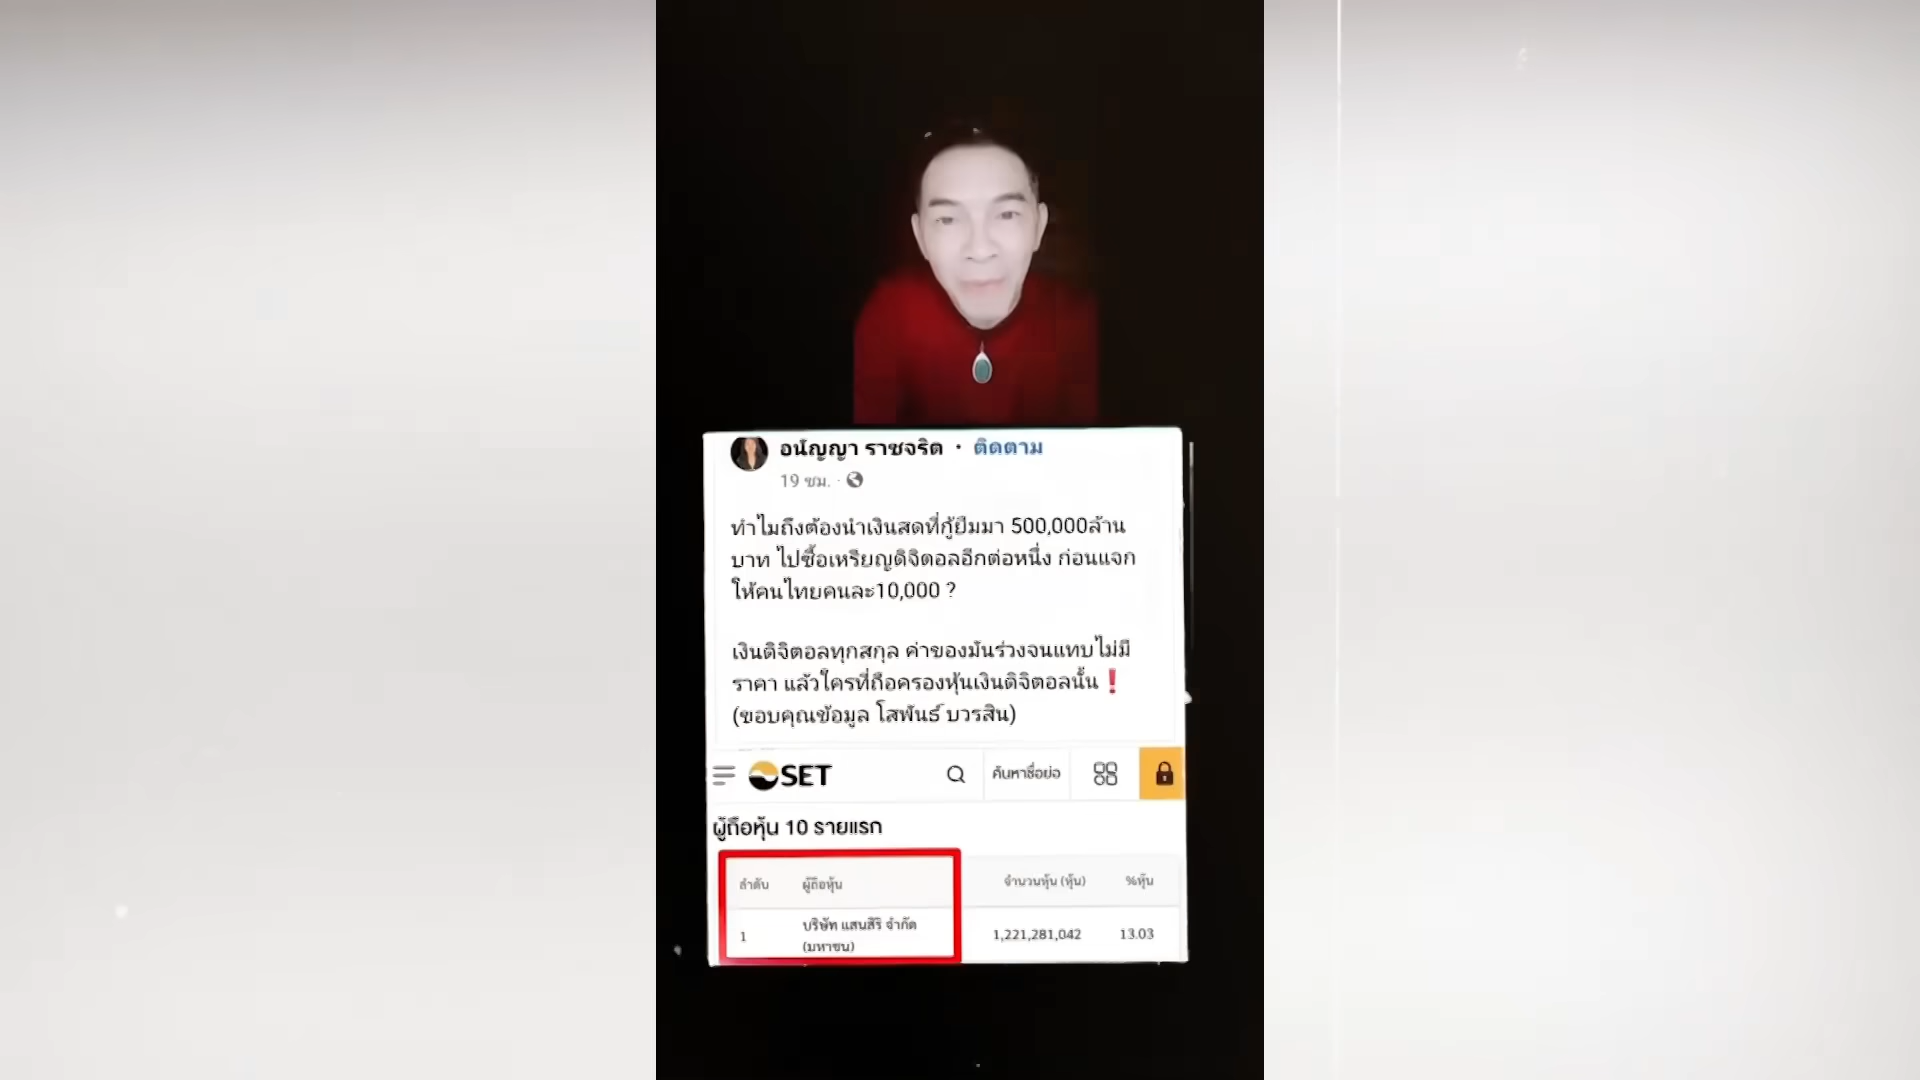 อนัญญา ราชจริต · ติดตาม
19 ชม. ·
ทำไมถึงต้องนำเงินสดที่กู้ยืมมา 500,000ล้าน
บาท ไปซื้อเหรียญดิจิตอลอีกต่อหนึ่ง ก่อนแจก
ให้คนไทยคนละ10,000 ?
เงินดิจิตอลทุกสกุล ค่าของมันร่วงจนแทบไม่มี
ราคา แล้วใครที่ถือครองหุ้นเงินดิจิตอลนั้น❗
(ขอบคุณข้อมูล โสพันธ์ บวรสิน)
SET ค้นหาชื่อย่อ
ผู้ถือหุ้น 10 รายแรก
ลำดับ ผู้ถือหุ้น จำนวนหุ้น (หุ้น) %หุ้น
1 บริษัท แสนสิริ จำกัด 1,221,281,042 13.03
(มหาชน)